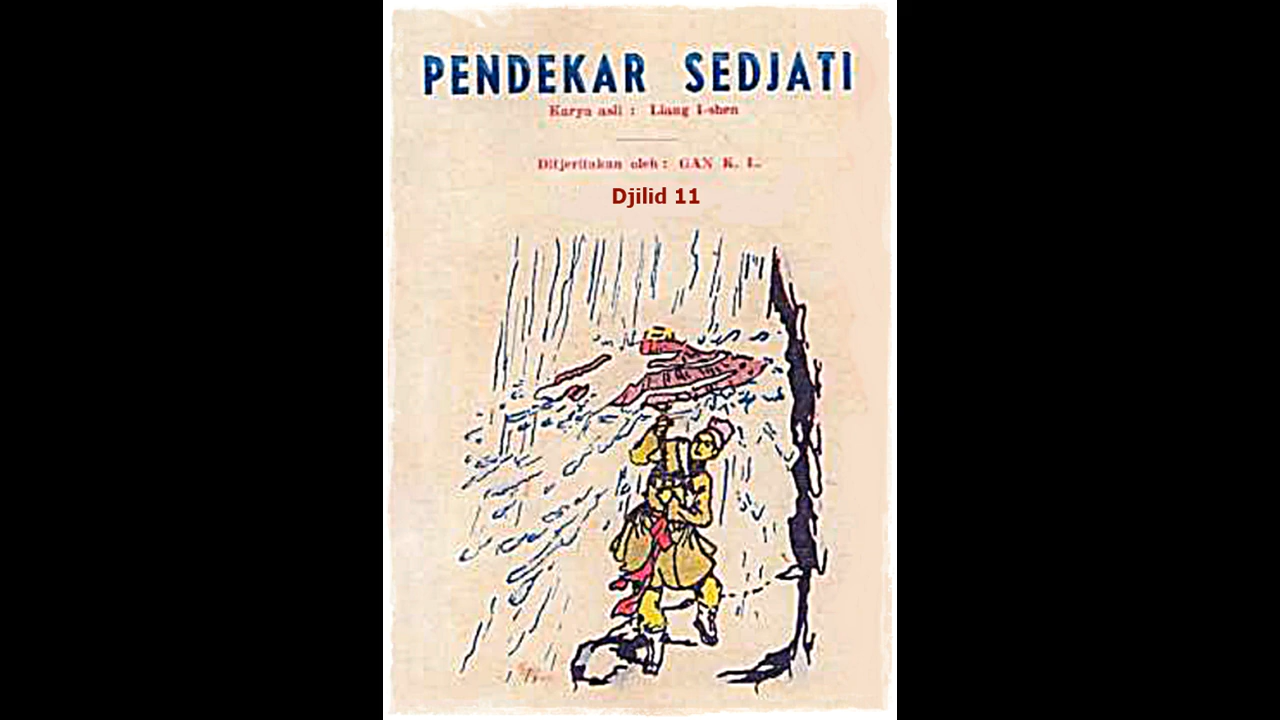 PENDEKAR SEDJATI
Karya asli : Liang I-shen
Ditjeritakan oleh : GAN K. L.
Djilid 11